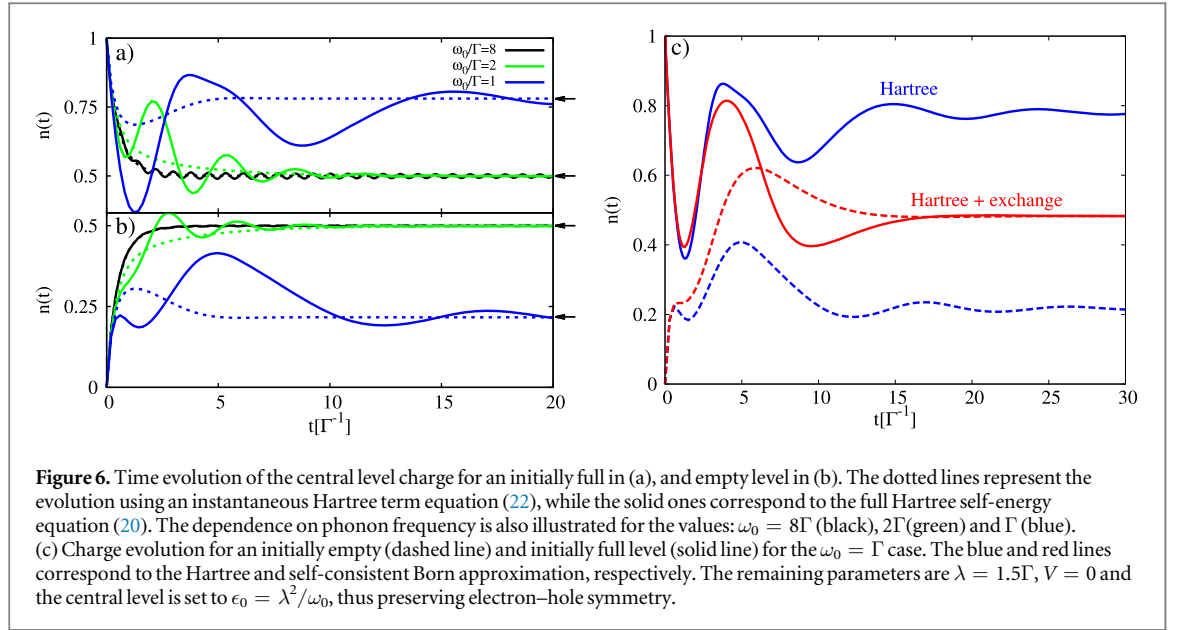 a)
ω₀/Γ=8
ω₀/Γ=2
ω₀/Γ=1
1
0.75
0.5
n(t)
b)
0.5
0.25
0
n(t)
0 5 10 15 20
t[Γ⁻¹]
c)
Hartree
Hartree + exchange
1
0.8
0.6
0.4
0.2
0
n(t)
0 5 10 15 20 25 30
t[Γ⁻¹]
Figure 6. Time evolution of the central level charge for an initially full in (a), and empty level in (b). The dotted lines represent the
evolution using an instantaneous Hartree term equation (22), while the solid ones correspond to the full Hartree self-energy
equation (20). The dependence on phonon frequency is also illustrated for the values: ω₀ = 8Γ (black), 2Γ(green) and Γ (blue).
(c) Charge evolution for an initially empty (dashed line) and initially full level (solid line) for the ω₀ = Γ case. The blue and red lines
correspond to the Hartree and self-consistent Born approximation, respectively. The remaining parameters are λ = 1.5Γ, V = 0 and
the central level is set to ϵ₀ = λ²/ω₀, thus preserving electron–hole symmetry.